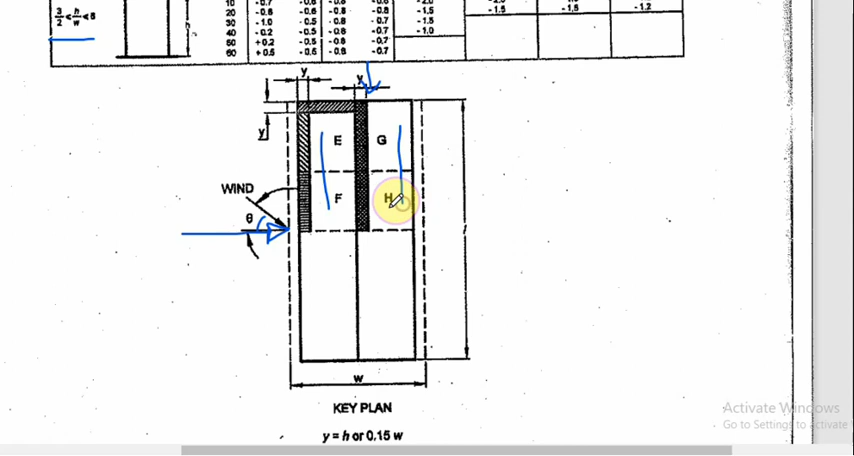 10 -0.7
20 -0.8 -0.6 -0.8 -0.8 -1.5 -1.5 -1.5 -1.2
30 -1.0 -0.5 -0.8 -0.7 -1.5
40 -0.2 -0.5 -0.8 -0.7 -1.0
50 +0.2 -0.5 -0.8 -0.7
60 +0.5 -0.5 -0.8 -0.7
3/2 < h/w < 6
h
y y
y
E G
F H
WIND
θ
w
KEY PLAN
y = h or 0.15 w
Activate Windows
Go to Settings to activate